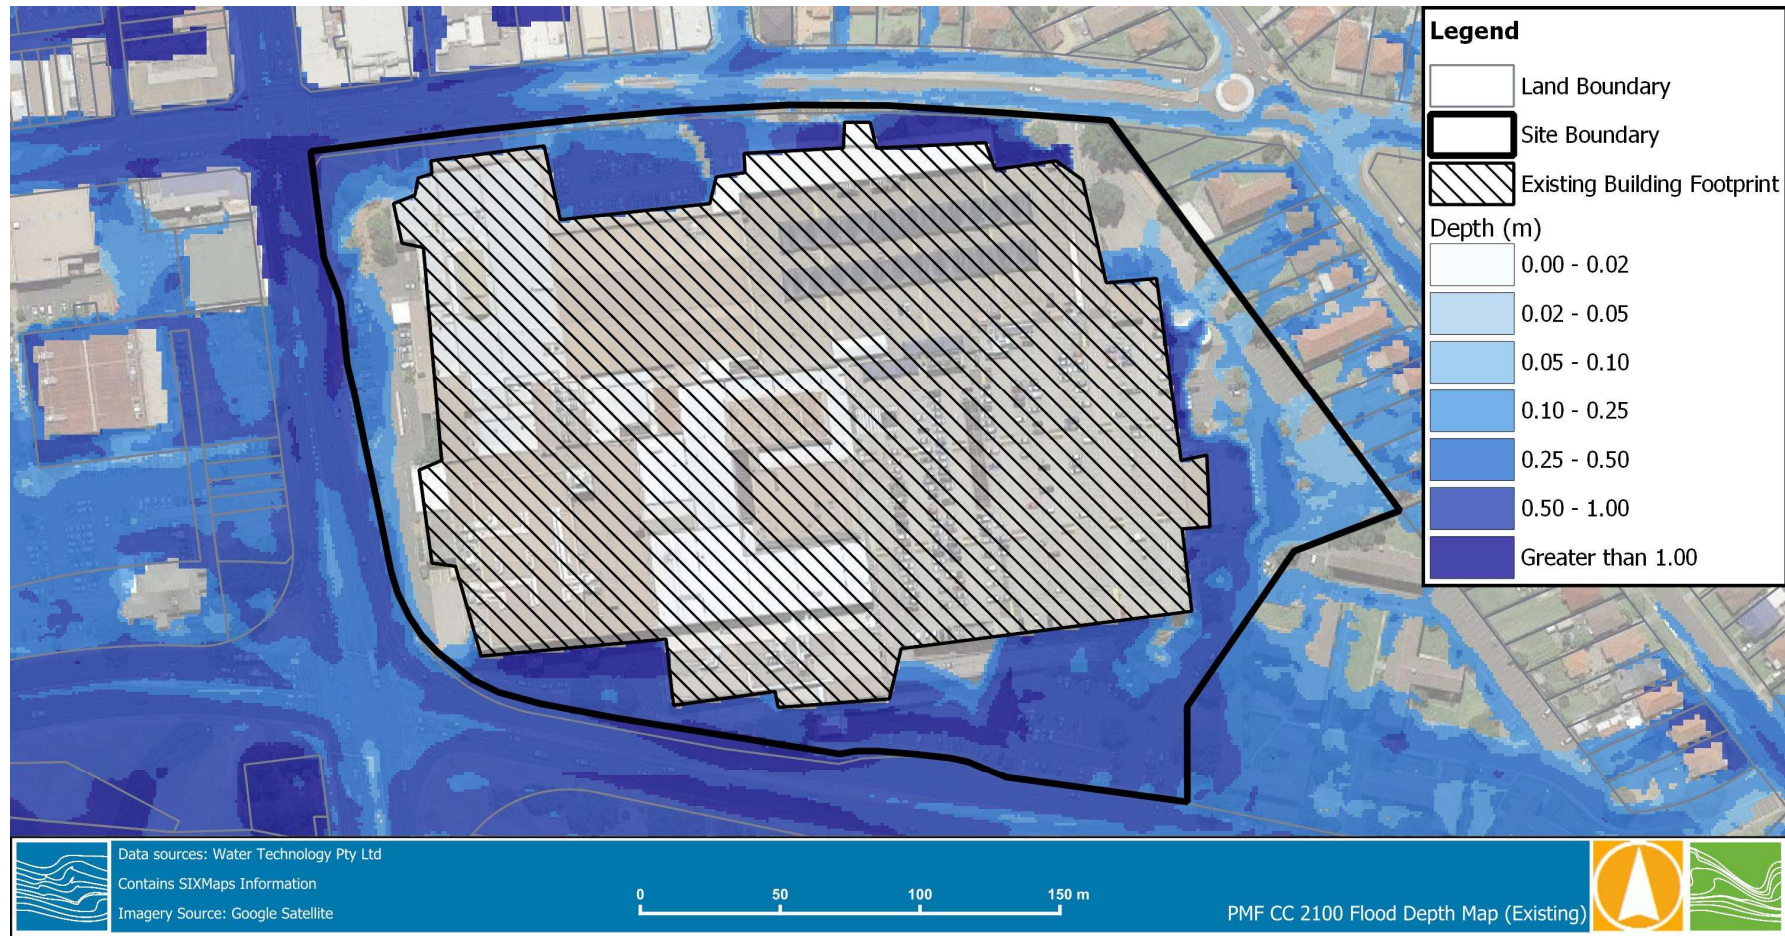 Legend
Land Boundary
Site Boundary
Existing Building Footprint
Depth (m)
0.00 - 0.02
0.02 - 0.05
0.05 - 0.10
0.10 - 0.25
0.25 - 0.50
0.50 - 1.00
Greater than 1.00
Data sources: Water Technology Pty Ltd
Contains SIXMaps Information
Imagery Source: Google Satellite
0 50 100 150 m
PMF CC 2100 Flood Depth Map (Existing)